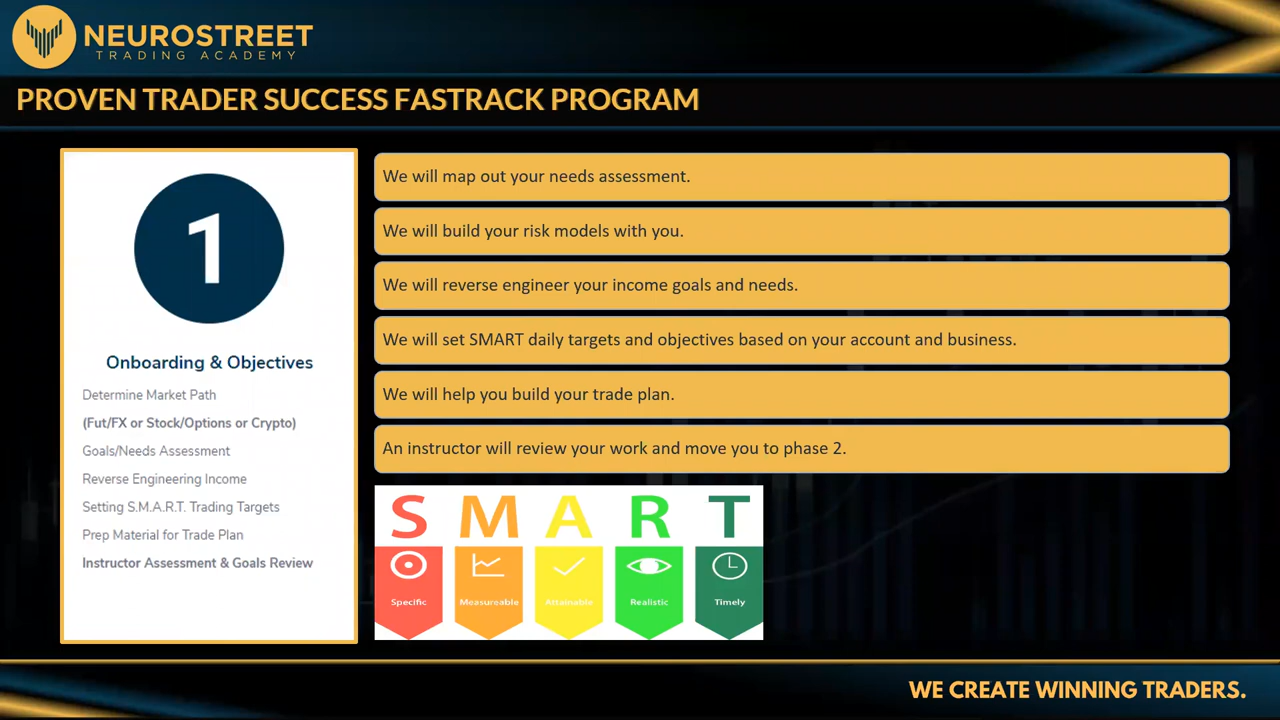 NEUROSTREET
TRADING ACADEMY
PROVEN TRADER SUCCESS FASTRACK PROGRAM
1
Onboarding & Objectives
Determine Market Path
(Fut/FX or Stock/Options or Crypto)
Goals/Needs Assessment
Reverse Engineering Income
Setting S.M.A.R.T. Trading Targets
Prep Material for Trade Plan
Instructor Assessment & Goals Review
We will map out your needs assessment.
We will build your risk models with you.
We will reverse engineer your income goals and needs.
We will set SMART daily targets and objectives based on your account and business.
We will help you build your trade plan.
An instructor will review your work and move you to phase 2.
S M A R T
Specific Measureable Attainable Realistic Timely
WE CREATE WINNING TRADERS.